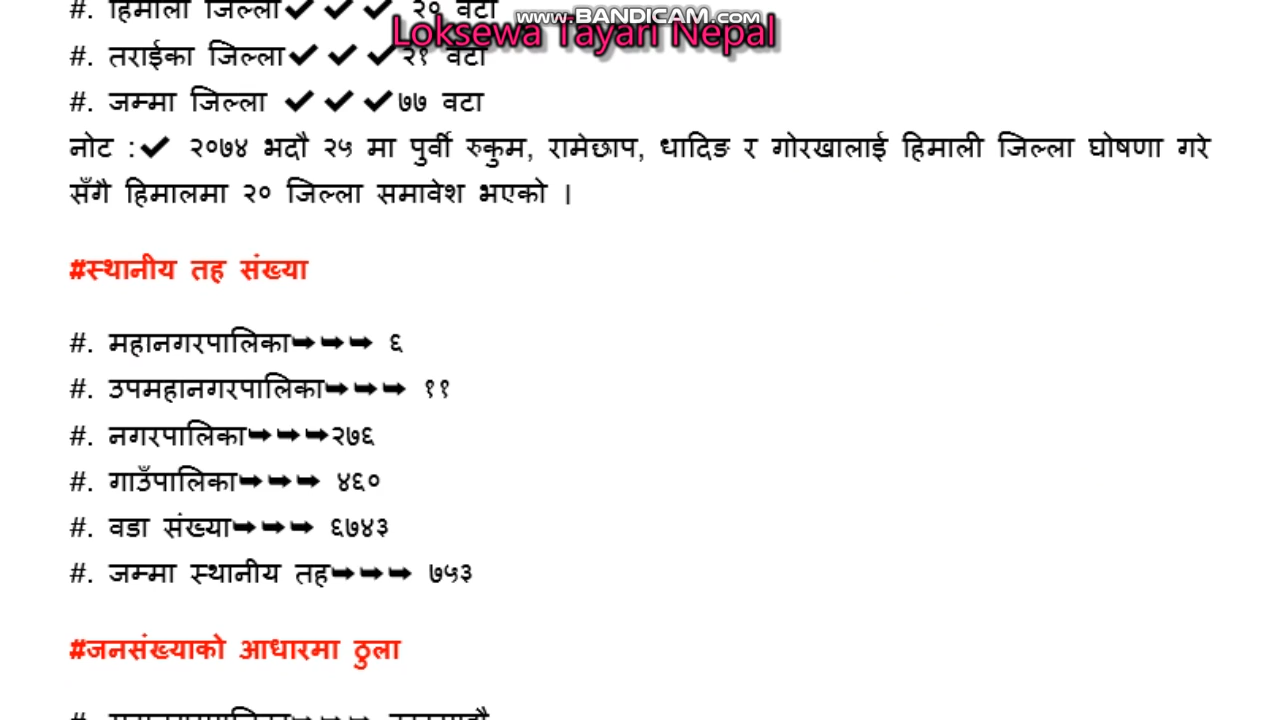 www.BANDICAM.com
Loksewa Tayari Nepal
#. हिमाली जिल्ला✔ ✔ ✔ २० वटा
#. तराईका जिल्ला✔ ✔ ✔२१ वटा
#. जम्मा जिल्ला ✔ ✔ ✔७७ वटा
नोट :✔ २०७४ भदौ २५ मा पुर्वी रुकुम, रामेछाप, धादिङ र गोरखालाई हिमाली जिल्ला घोषणा गरे
सँगै हिमालमा २० जिल्ला समावेश भएको ।
#स्थानीय तह संख्या
#. महानगरपालिका➥➥➥ ६
#. उपमहानगरपालिका➥➥➥ ११
#. नगरपालिका➥➥➥२७६
#. गाउँपालिका➥➥➥ ४६०
#. वडा संख्या➥➥➥ ६७४३
#. जम्मा स्थानीय तह➥➥➥ ७५३
#जनसंख्याको आधारमा ठुला